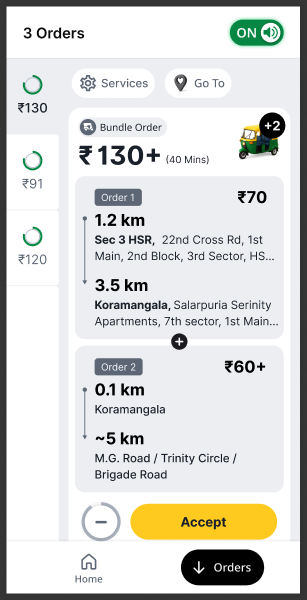 3 Orders
ON
₹130
₹91
₹120
Services
Go To
Bundle Order
+2
₹130+ (40 Mins)
Order 1
₹70
1.2 km
Sec 3 HSR, 22nd Cross Rd, 1st
Main, 2nd Block, 3rd Sector, HS...
3.5 km
Koramangala, Salarpuria Serinity
Apartments, 7th sector, 1st Main...
+
Order 2
₹60+
0.1 km
Koramangala
~5 km
M.G. Road / Trinity Circle /
Brigade Road
Accept
Home
Orders